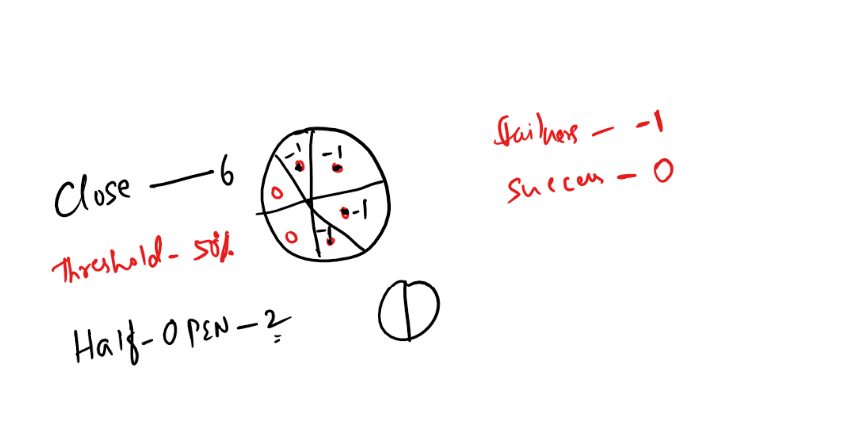 Failures - -1
Success - 0
Close - 6
-1 -1
0
-1
0 -1
Threshold - 50%
Half-OPEN - 2